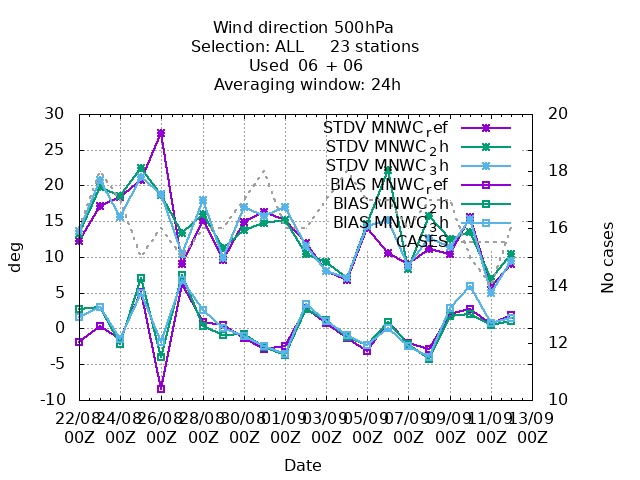 Wind direction 500hPa
Selection: ALL 23 stations
Used 06 + 06
Averaging window: 24h
30
25
20
15
10
5
0
-5
-10
deg
20
18
16
14
12
10
No cases
STDV MNWC_ref
STDV MNWC_2h
STDV MNWC_3h
BIAS MNWC_ref
BIAS MNWC_2h
BIAS MNWC_3h
CASES
22/08 24/08 26/08 28/08 30/08 01/09 03/09 05/09 07/09 09/09 11/09 13/09
00Z 00Z 00Z 00Z 00Z 00Z 00Z 00Z 00Z 00Z 00Z 00Z
Date